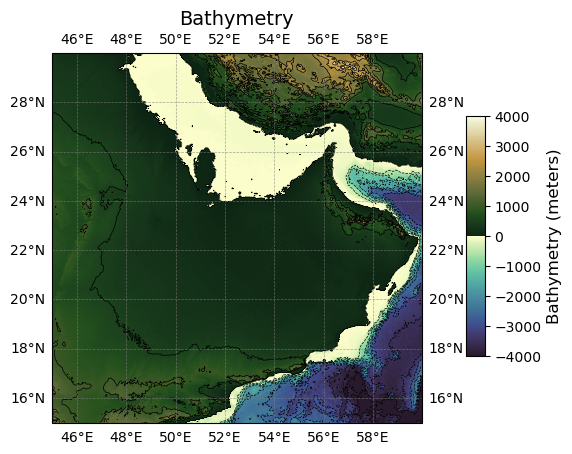 Bathymetry
46°E 48°E 50°E 52°E 54°E 56°E 58°E
28°N 28°N
26°N 26°N
24°N 24°N
22°N 22°N
20°N 20°N
18°N 18°N
16°N 16°N
46°E 48°E 50°E 52°E 54°E 56°E 58°E
4000
3000
2000
1000
0
−1000
−2000
−3000
−4000
Bathymetry (meters)